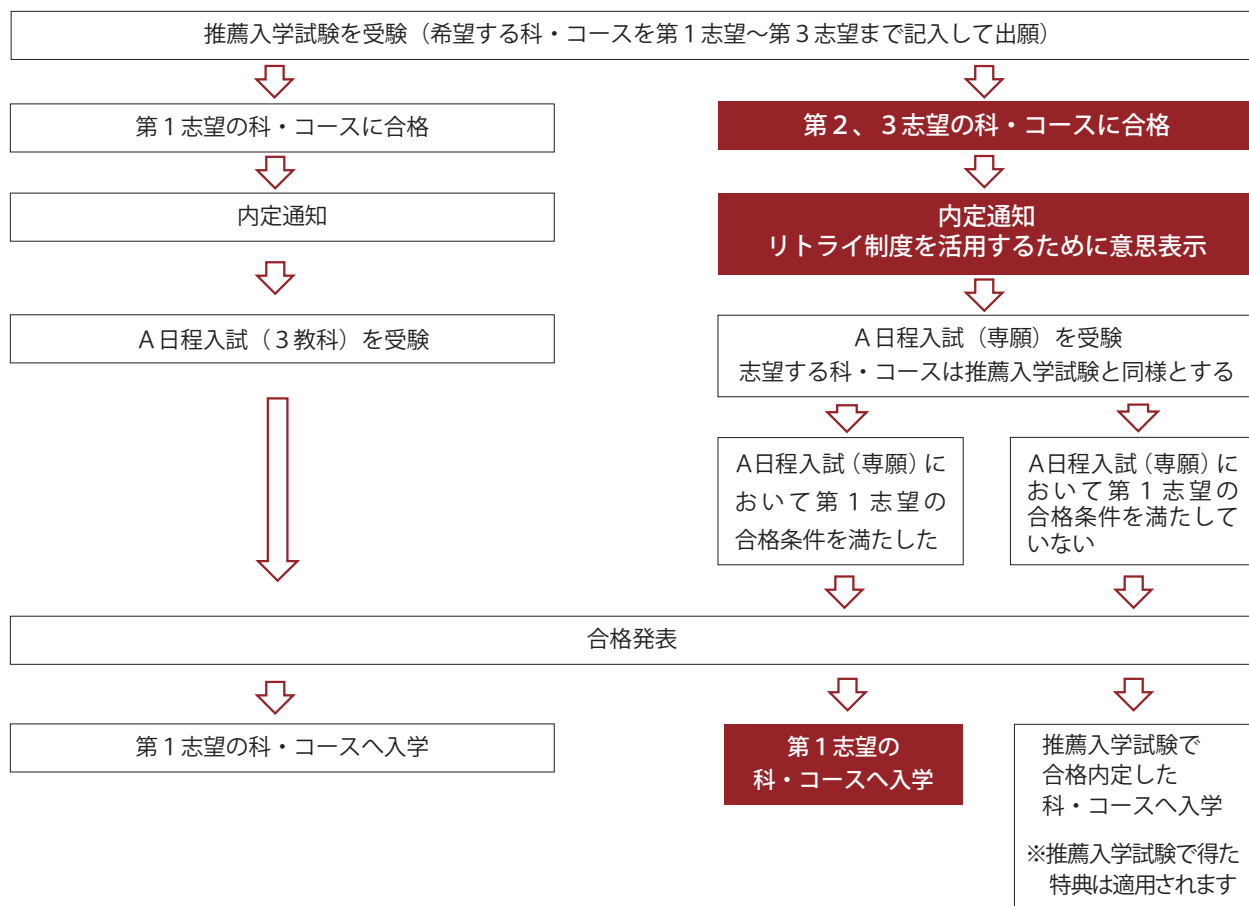 推薦入学試験を受験（希望する科・コースを第１志望～第３志望まで記入して出願）
第１志望の科・コースに合格
第２、３志望の科・コースに合格
内定通知
内定通知
リトライ制度を活用するために意思表示
Ａ日程入試（３教科）を受験
Ａ日程入試（専願）を受験
志望する科・コースは推薦入学試験と同様とする
Ａ日程入試（専願）に
おいて第１志望の
合格条件を満たした
Ａ日程入試（専願）に
おいて第１志望の
合格条件を満たして
いない
合格発表
第１志望の科・コースへ入学
第１志望の
科・コースへ入学
推薦入学試験で
合格内定した
科・コースへ入学
※推薦入学試験で得た
特典は適用されます